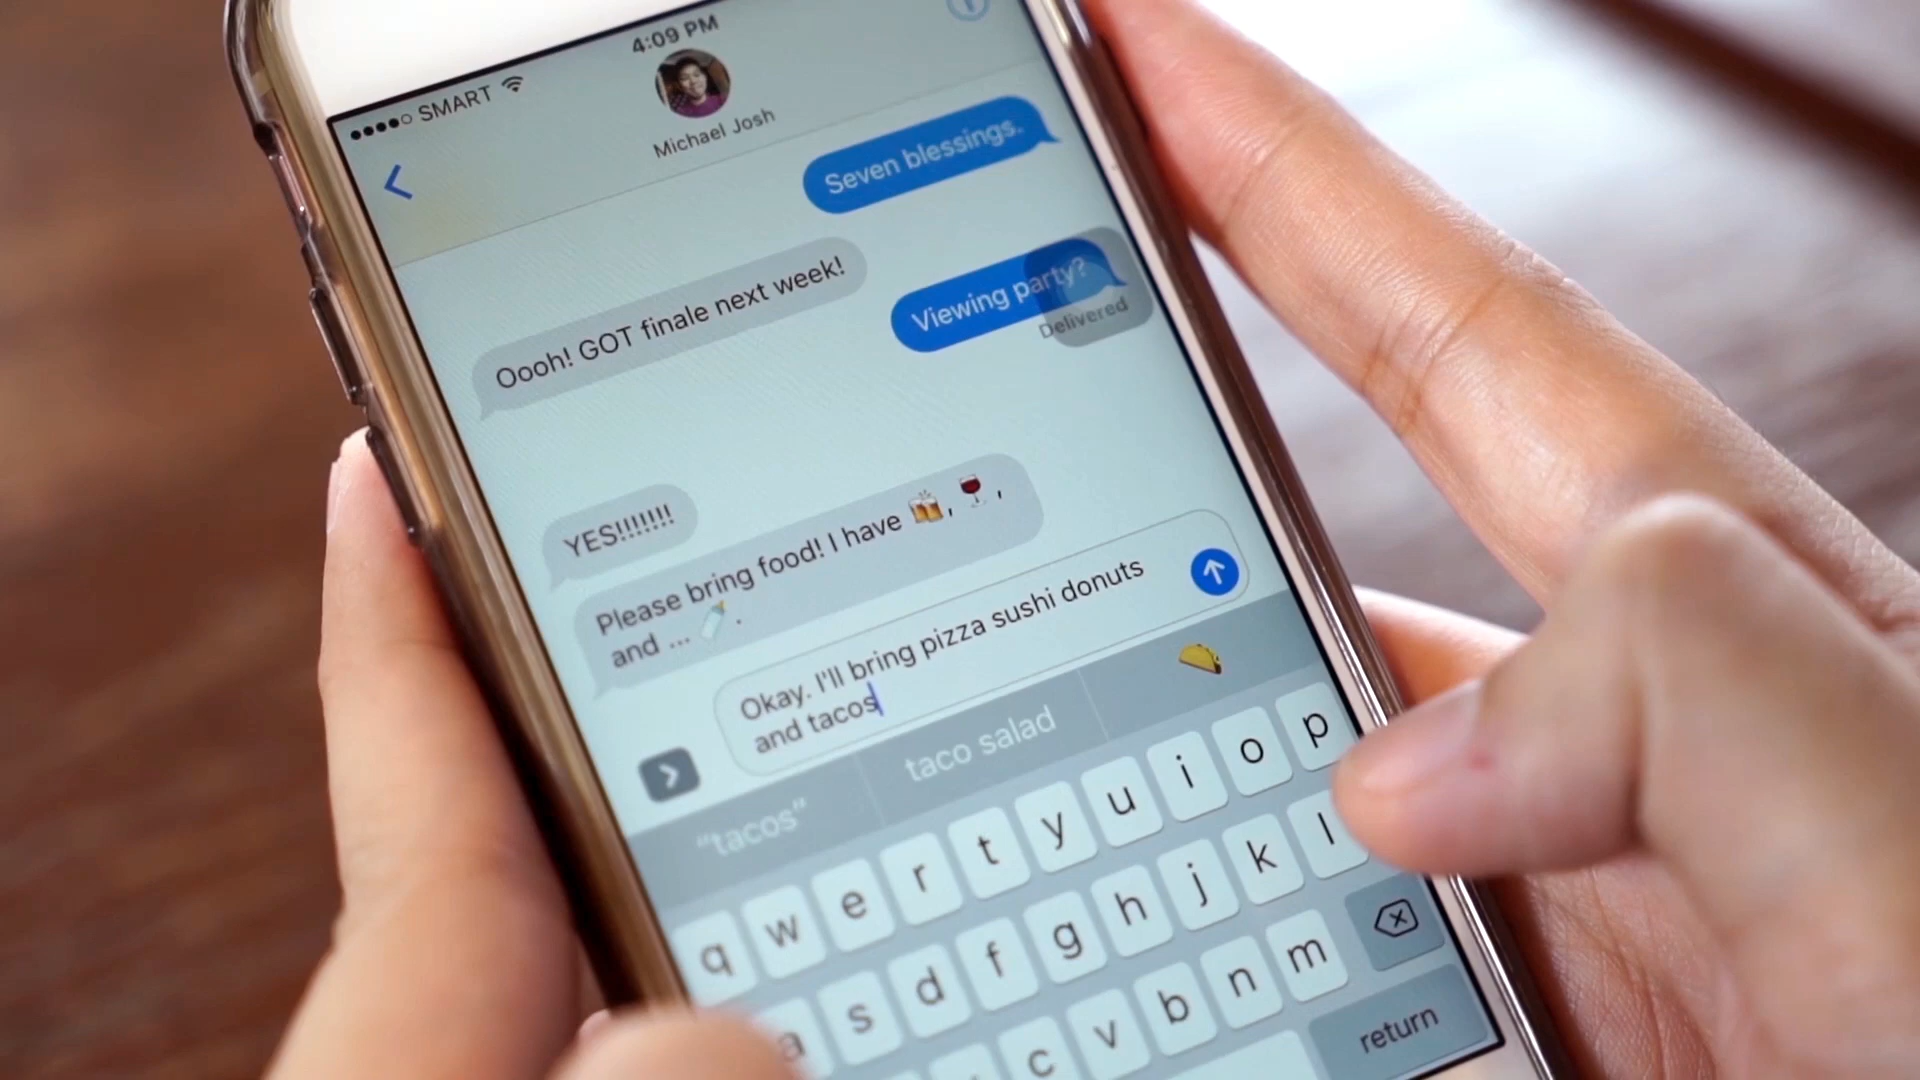 4:09 PM
SMART
Michael Josh
Seven blessings.
Oooh! GOT finale next week!
Viewing party?
Delivered
YES!!!!!!!
Please bring food! I have 🍻, 🍷,
and ... 🍼.
Okay. I'll bring pizza sushi donuts
and tacos
“tacos” taco salad 🌮
q w e r t y u i o p
a s d f g h j k l
c v b n m
return